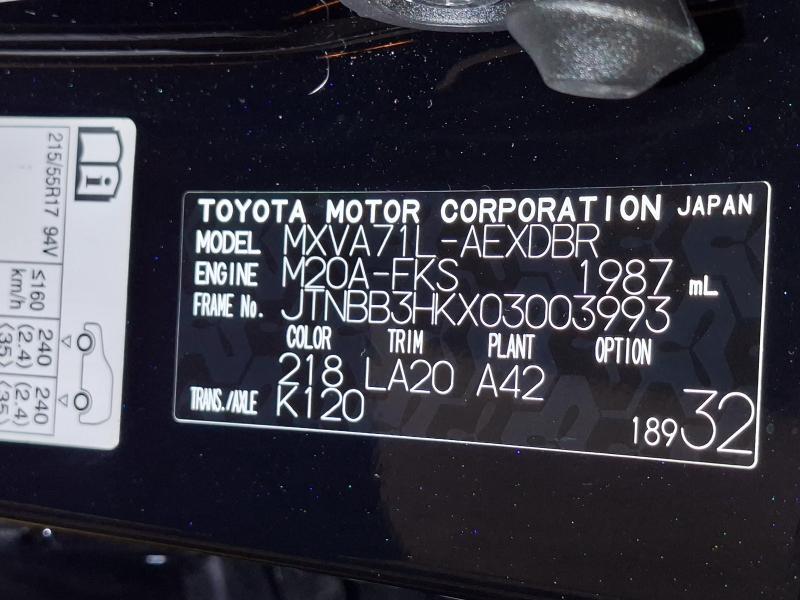 TOYOTA MOTOR CORPORATION JAPAN
MODEL MXVA71L-AEXDBR
ENGINE M20A-FKS 1987 mL
FRAME No. JTNBB3HKX03003993
COLOR TRIM PLANT OPTION
218 LA20 A42
TRANS./AXLE K120
18932
215/55R17 94V
≤160 km/h
240 (2.4) (35)
240 (2.4) (35)